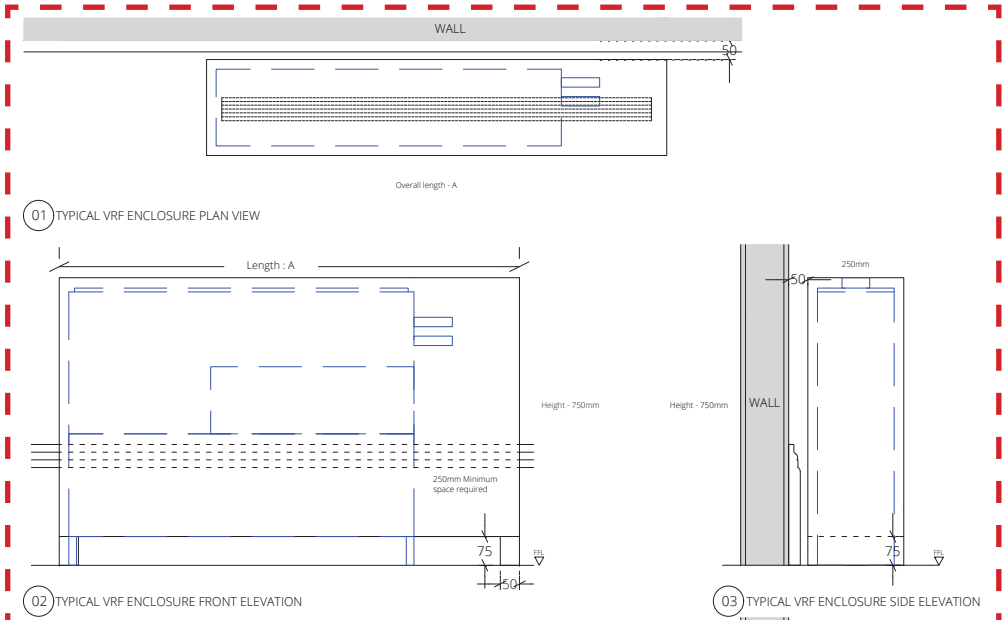 WALL
50
Overall length - A
01 TYPICAL VRF ENCLOSURE PLAN VIEW
Length : A
250mm
50
Height - 750mm
Height - 750mm
WALL
250mm Minimum
space required
75
FFL
50
75
FFL
02 TYPICAL VRF ENCLOSURE FRONT ELEVATION
03 TYPICAL VRF ENCLOSURE SIDE ELEVATION